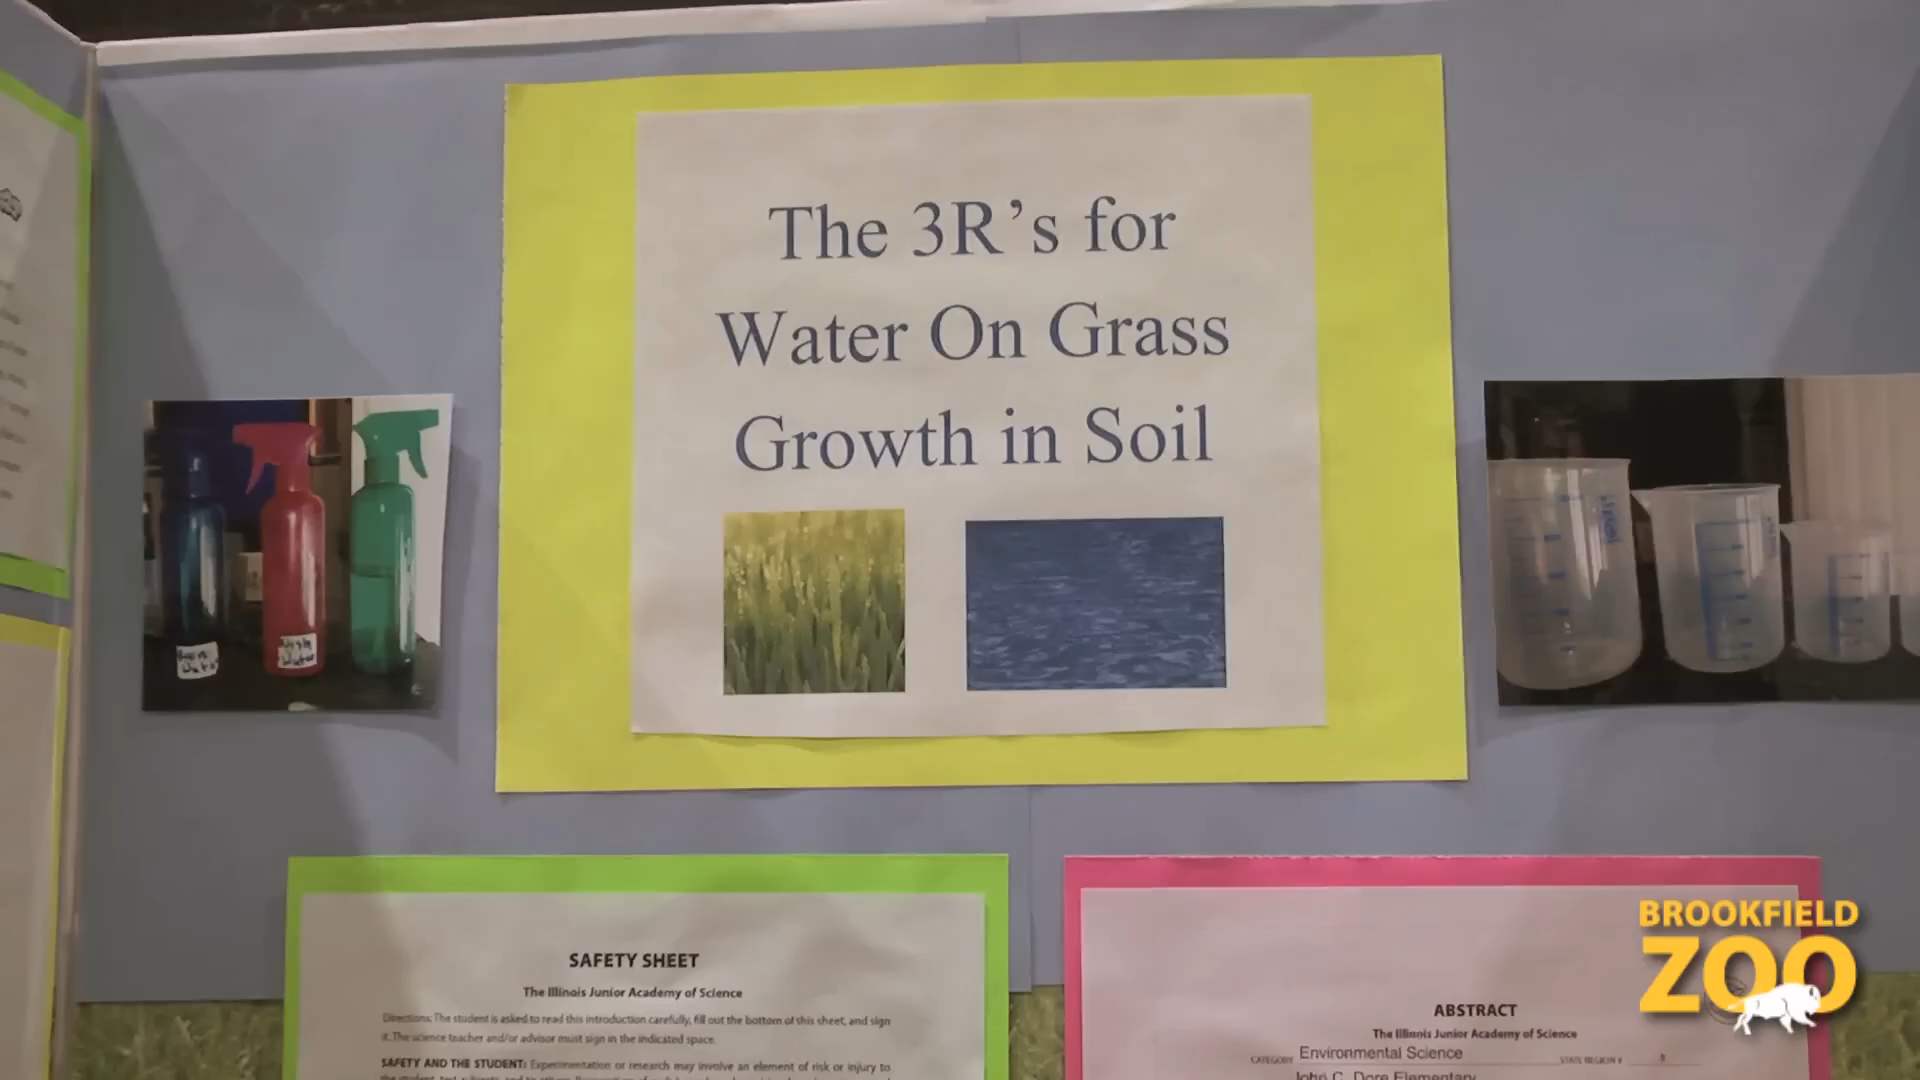 The 3R's for
Water On Grass
Growth in Soil
SAFETY SHEET
The Illinois Junior Academy of Science
Directions: The student is asked to read this introduction carefully, fill out the bottom of this sheet, and sign
it. The science teacher and/or advisor must sign in the indicated space.
SAFETY AND THE STUDENT: Experimentation or research may involve an element of risk or injury to
ABSTRACT
The Illinois Junior Academy of Science
CATEGORY Environmental Science STATE REGION #
John C. Dore Elementary
BROOKFIELD
ZOO